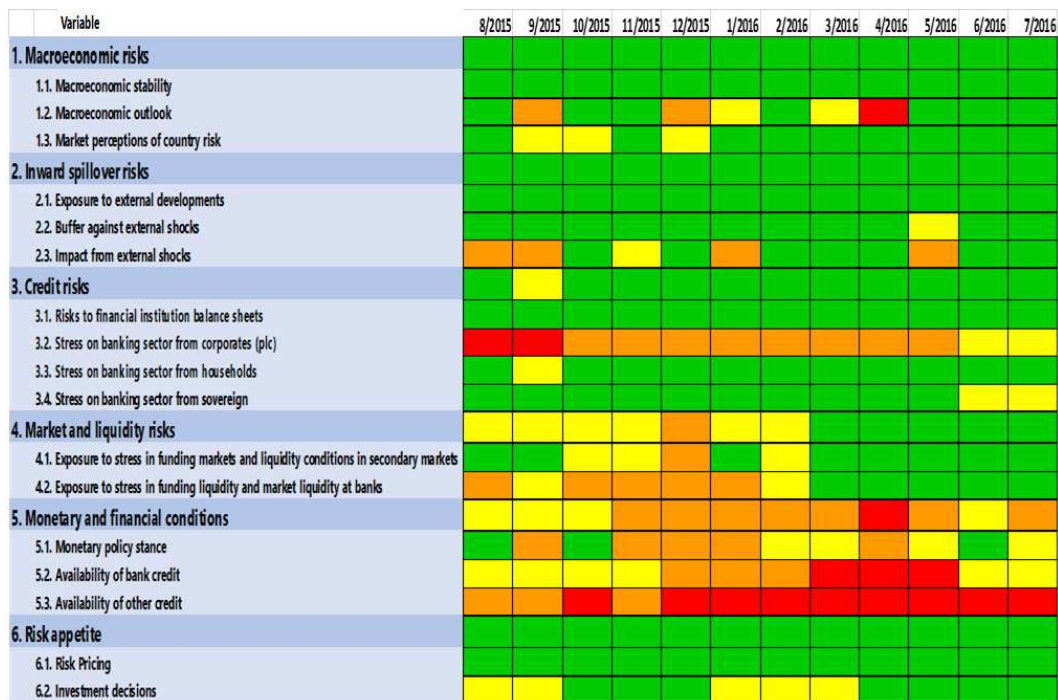 Variable 8/2015 9/2015 10/2015 11/2015 12/2015 1/2016 2/2016 3/2016 4/2016 5/2016 6/2016 7/2016
1. Macroeconomic risks
1.1. Macroeconomic stability
1.2. Macroeconomic outlook
1.3. Market perceptions of country risk
2. Inward spillover risks
2.1. Exposure to external developments
2.2. Buffer against external shocks
2.3. Impact from external shocks
3. Credit risks
3.1. Risks to financial institution balance sheets
3.2. Stress on banking sector from corporates (plc)
3.3. Stress on banking sector from households
3.4. Stress on banking sector from sovereign
4. Market and liquidity risks
4.1. Exposure to stress in funding markets and liquidity conditions in secondary markets
4.2. Exposure to stress in funding liquidity and market liquidity at banks
5. Monetary and financial conditions
5.1. Monetary policy stance
5.2. Availability of bank credit
5.3. Availability of other credit
6. Risk appetite
6.1. Risk Pricing
6.2. Investment decisions